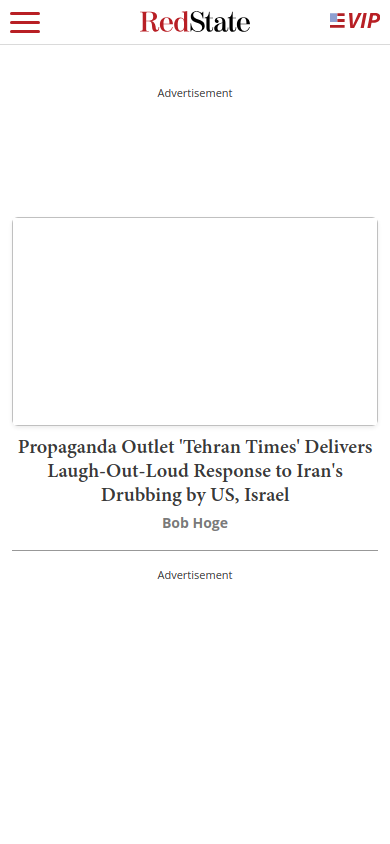 RedState
VIP
Advertisement
Propaganda Outlet 'Tehran Times' Delivers
Laugh-Out-Loud Response to Iran's
Drubbing by US, Israel
Bob Hoge
Advertisement